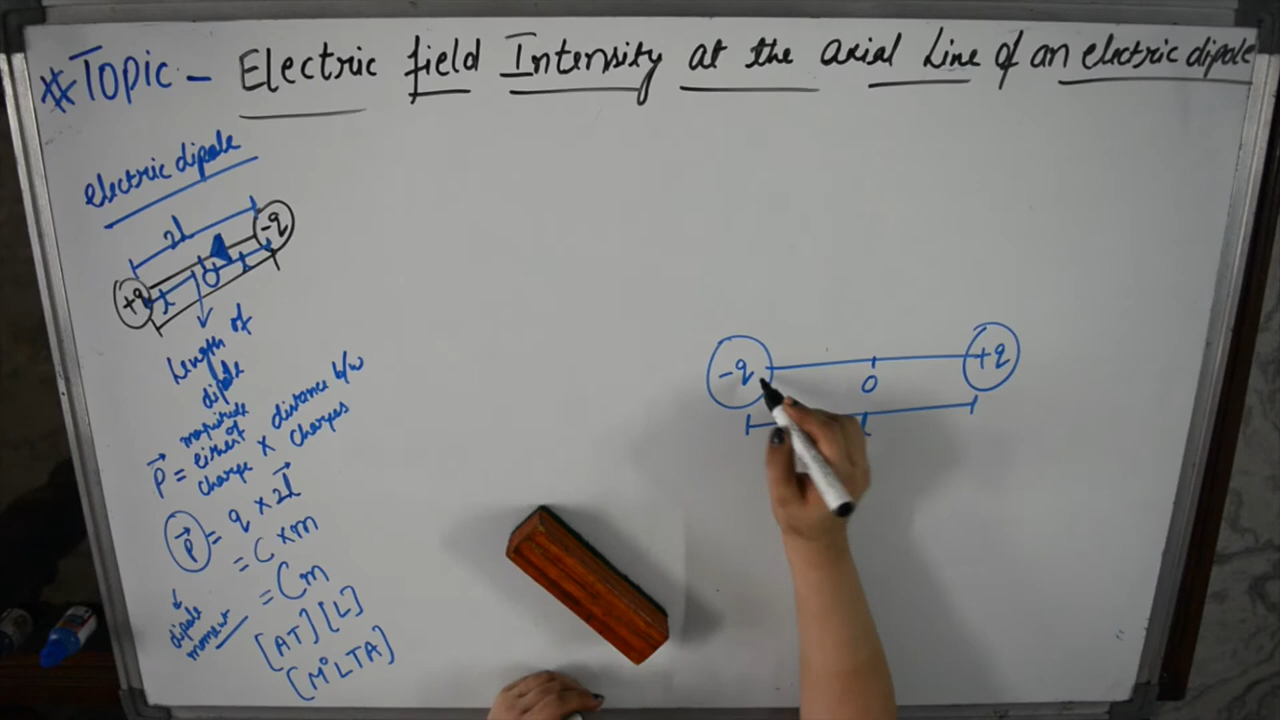 #Topic - Electric field Intensity at the axial Line of an electric dipole
electric dipole
2l
-q
+q
l
O
l
Length of
dipole
P = magnitude of either charge × distance b/w charges
P = q × 2l
= C × m
= Cm
dipole
moment
[AT][L]
[M°LTA]
-q
+q
O